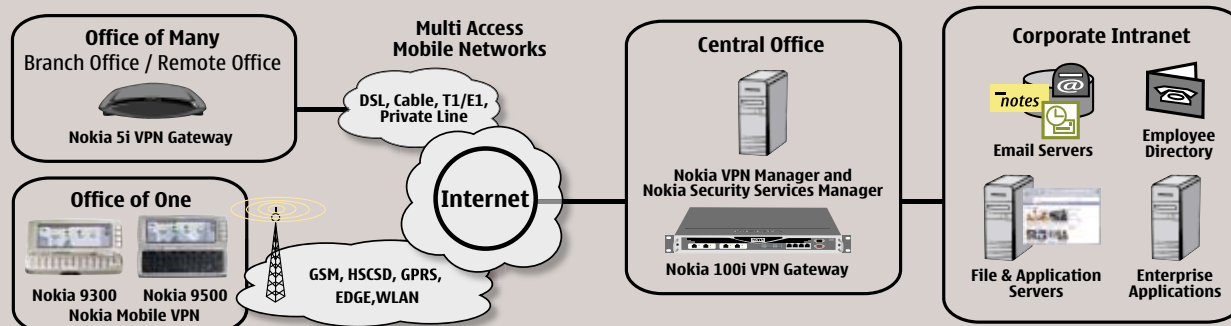 Office of Many
Branch Office / Remote Office
Nokia 5i VPN Gateway
Office of One
Nokia 9300
Nokia 9500
Nokia Mobile VPN
Multi Access
Mobile Networks
DSL, Cable, T1/E1,
Private Line
Internet
GSM, HSCSD, GPRS,
EDGE,WLAN
Central Office
Nokia VPN Manager and
Nokia Security Services Manager
Nokia 100i VPN Gateway
Corporate Intranet
notes
@
Email Servers
Employee
Directory
File & Application
Servers
Enterprise
Applications